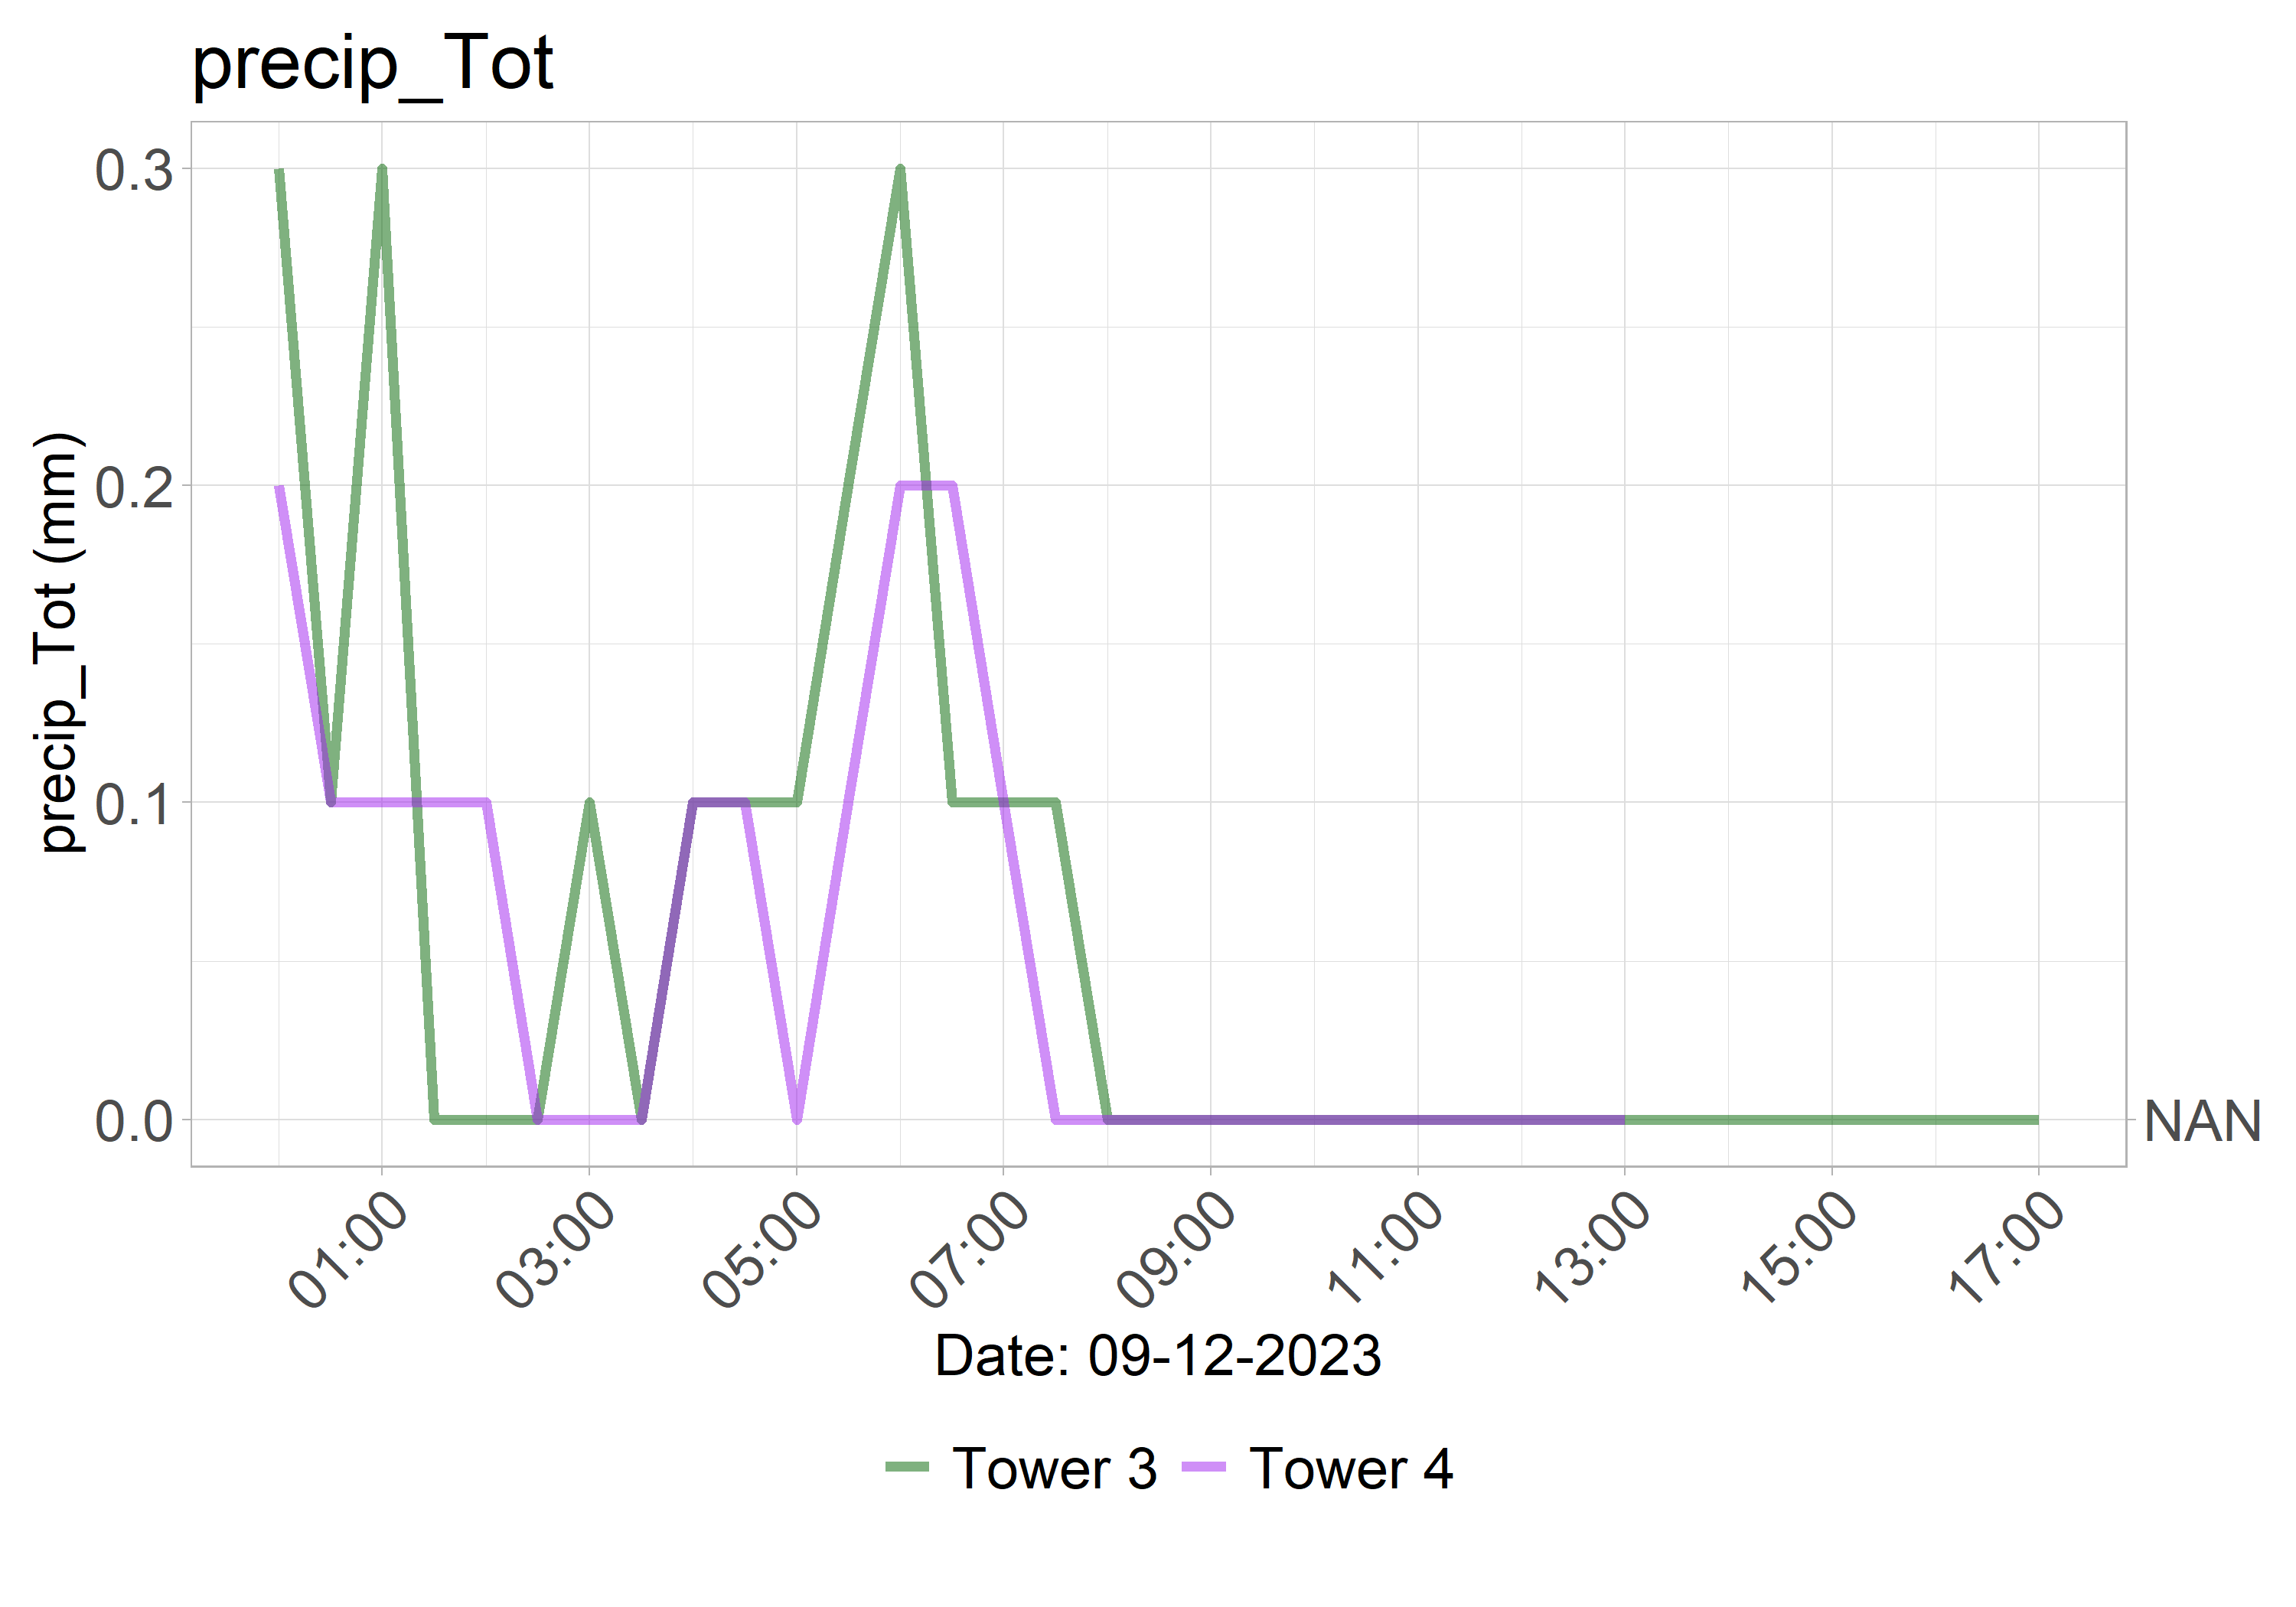 precip_Tot
precip_Tot (mm)
0.3
0.2
0.1
0.0
NAN
01:00
03:00
05:00
07:00
09:00
11:00
13:00
15:00
17:00
Date: 09-12-2023
Tower 3
Tower 4